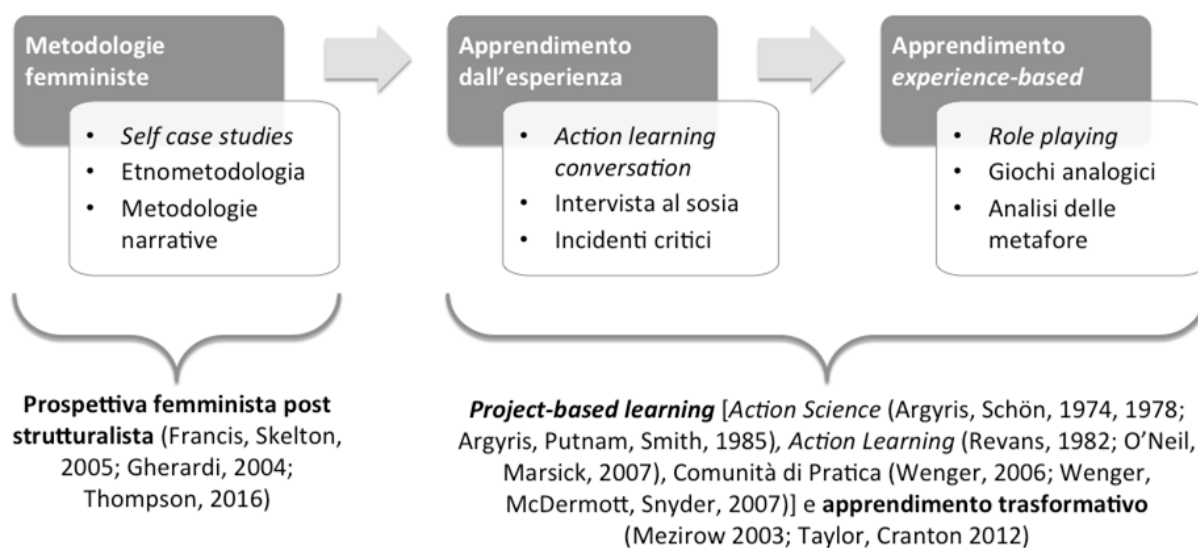 Metodologie
femministe
• Self case studies
• Etnometodologia
• Metodologie
narrative
Apprendimento
dall'esperienza
• Action learning
conversation
• Intervista al sosia
• Incidenti critici
Apprendimento
experience-based
• Role playing
• Giochi analogici
• Analisi delle
metafore
Prospettiva femminista post
strutturalista (Francis, Skelton,
2005; Gherardi, 2004;
Thompson, 2016)
Project-based learning [Action Science (Argyris, Schön, 1974, 1978;
Argyris, Putnam, Smith, 1985), Action Learning (Revans, 1982; O'Neil,
Marsick, 2007), Comunità di Pratica (Wenger, 2006; Wenger,
McDermott, Snyder, 2007)] e apprendimento trasformativo
(Mezirow 2003; Taylor, Cranton 2012)